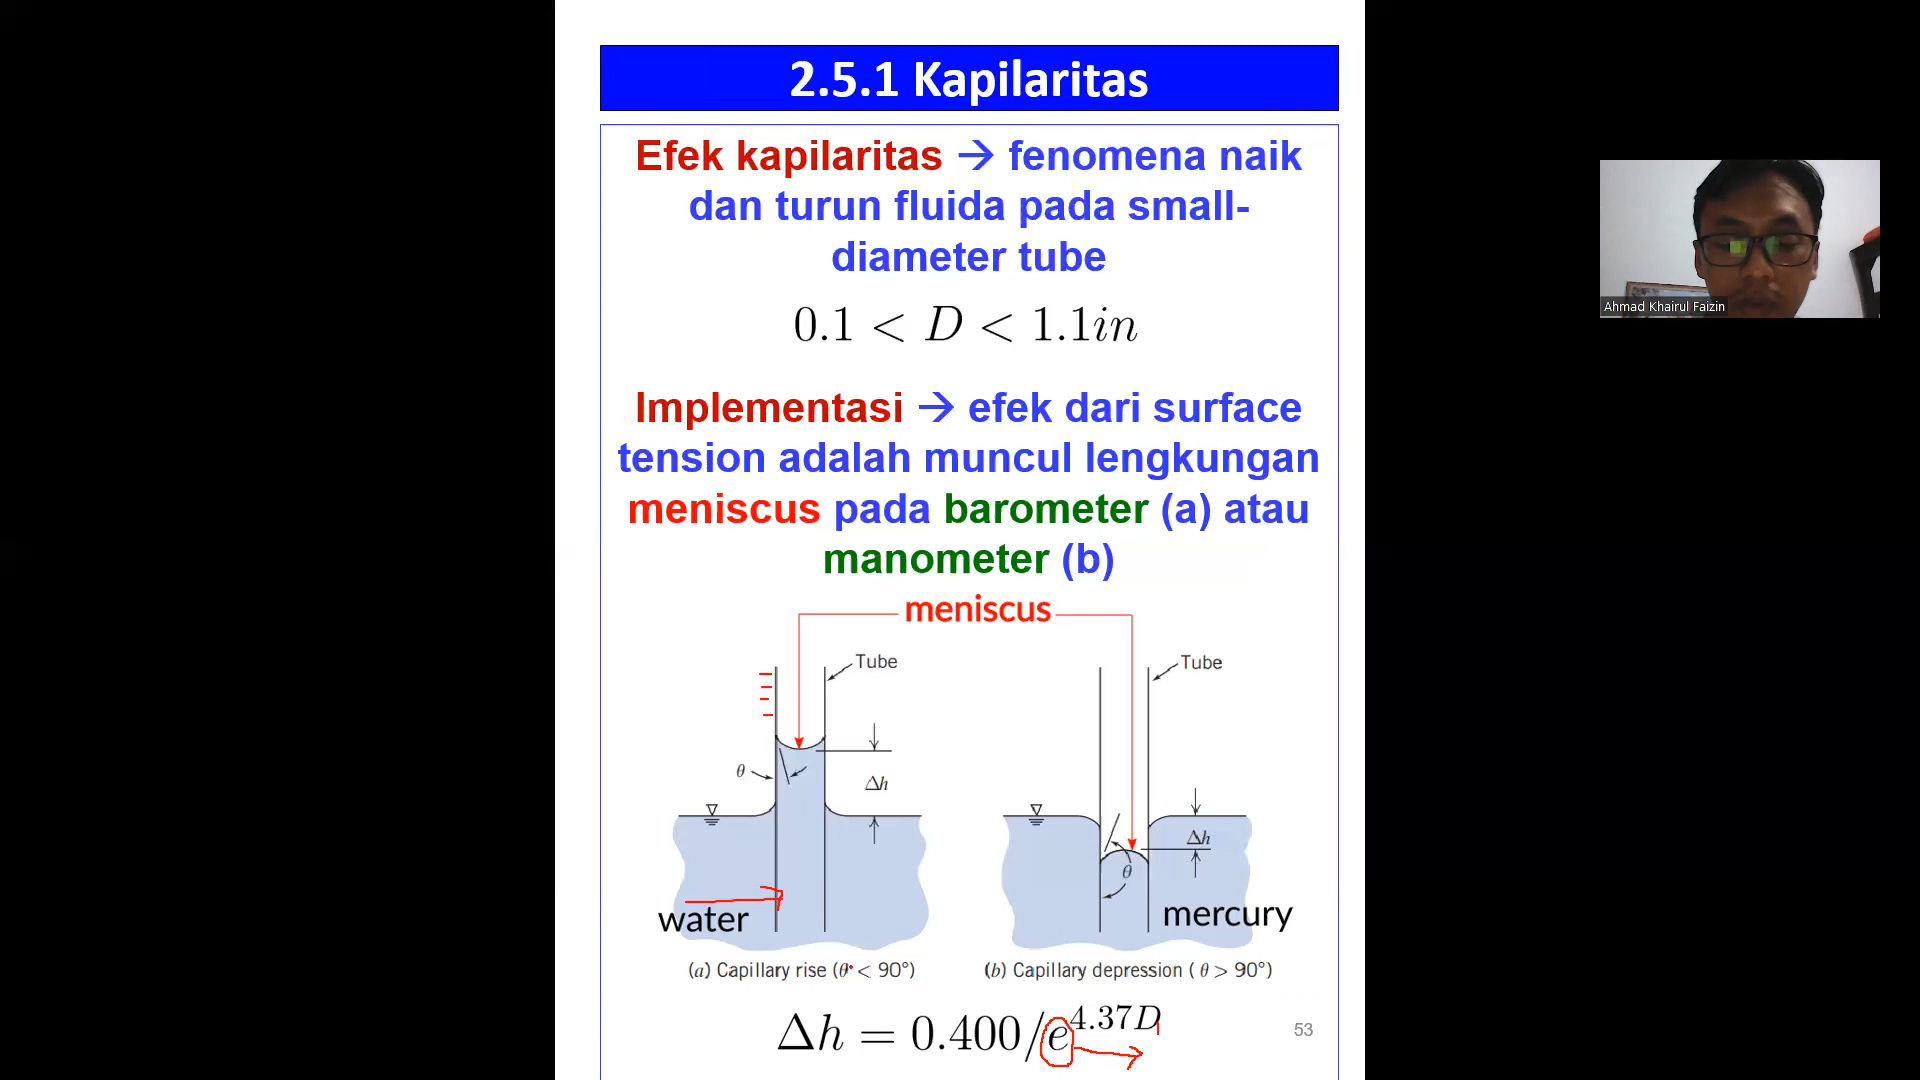 2.5.1 Kapilaritas
Efek kapilaritas → fenomena naik
dan turun fluida pada small-
diameter tube
0.1 < D < 1.1in
Implementasi → efek dari surface
tension adalah muncul lengkungan
meniscus pada barometer (a) atau
manometer (b)
meniscus
Tube
Tube
θ
Δh
Δh
θ
water
mercury
(a) Capillary rise (θ < 90°)
(b) Capillary depression ( θ > 90°)
Δh = 0.400/e^{4.37D}
53
Ahmad Khairul Faizin